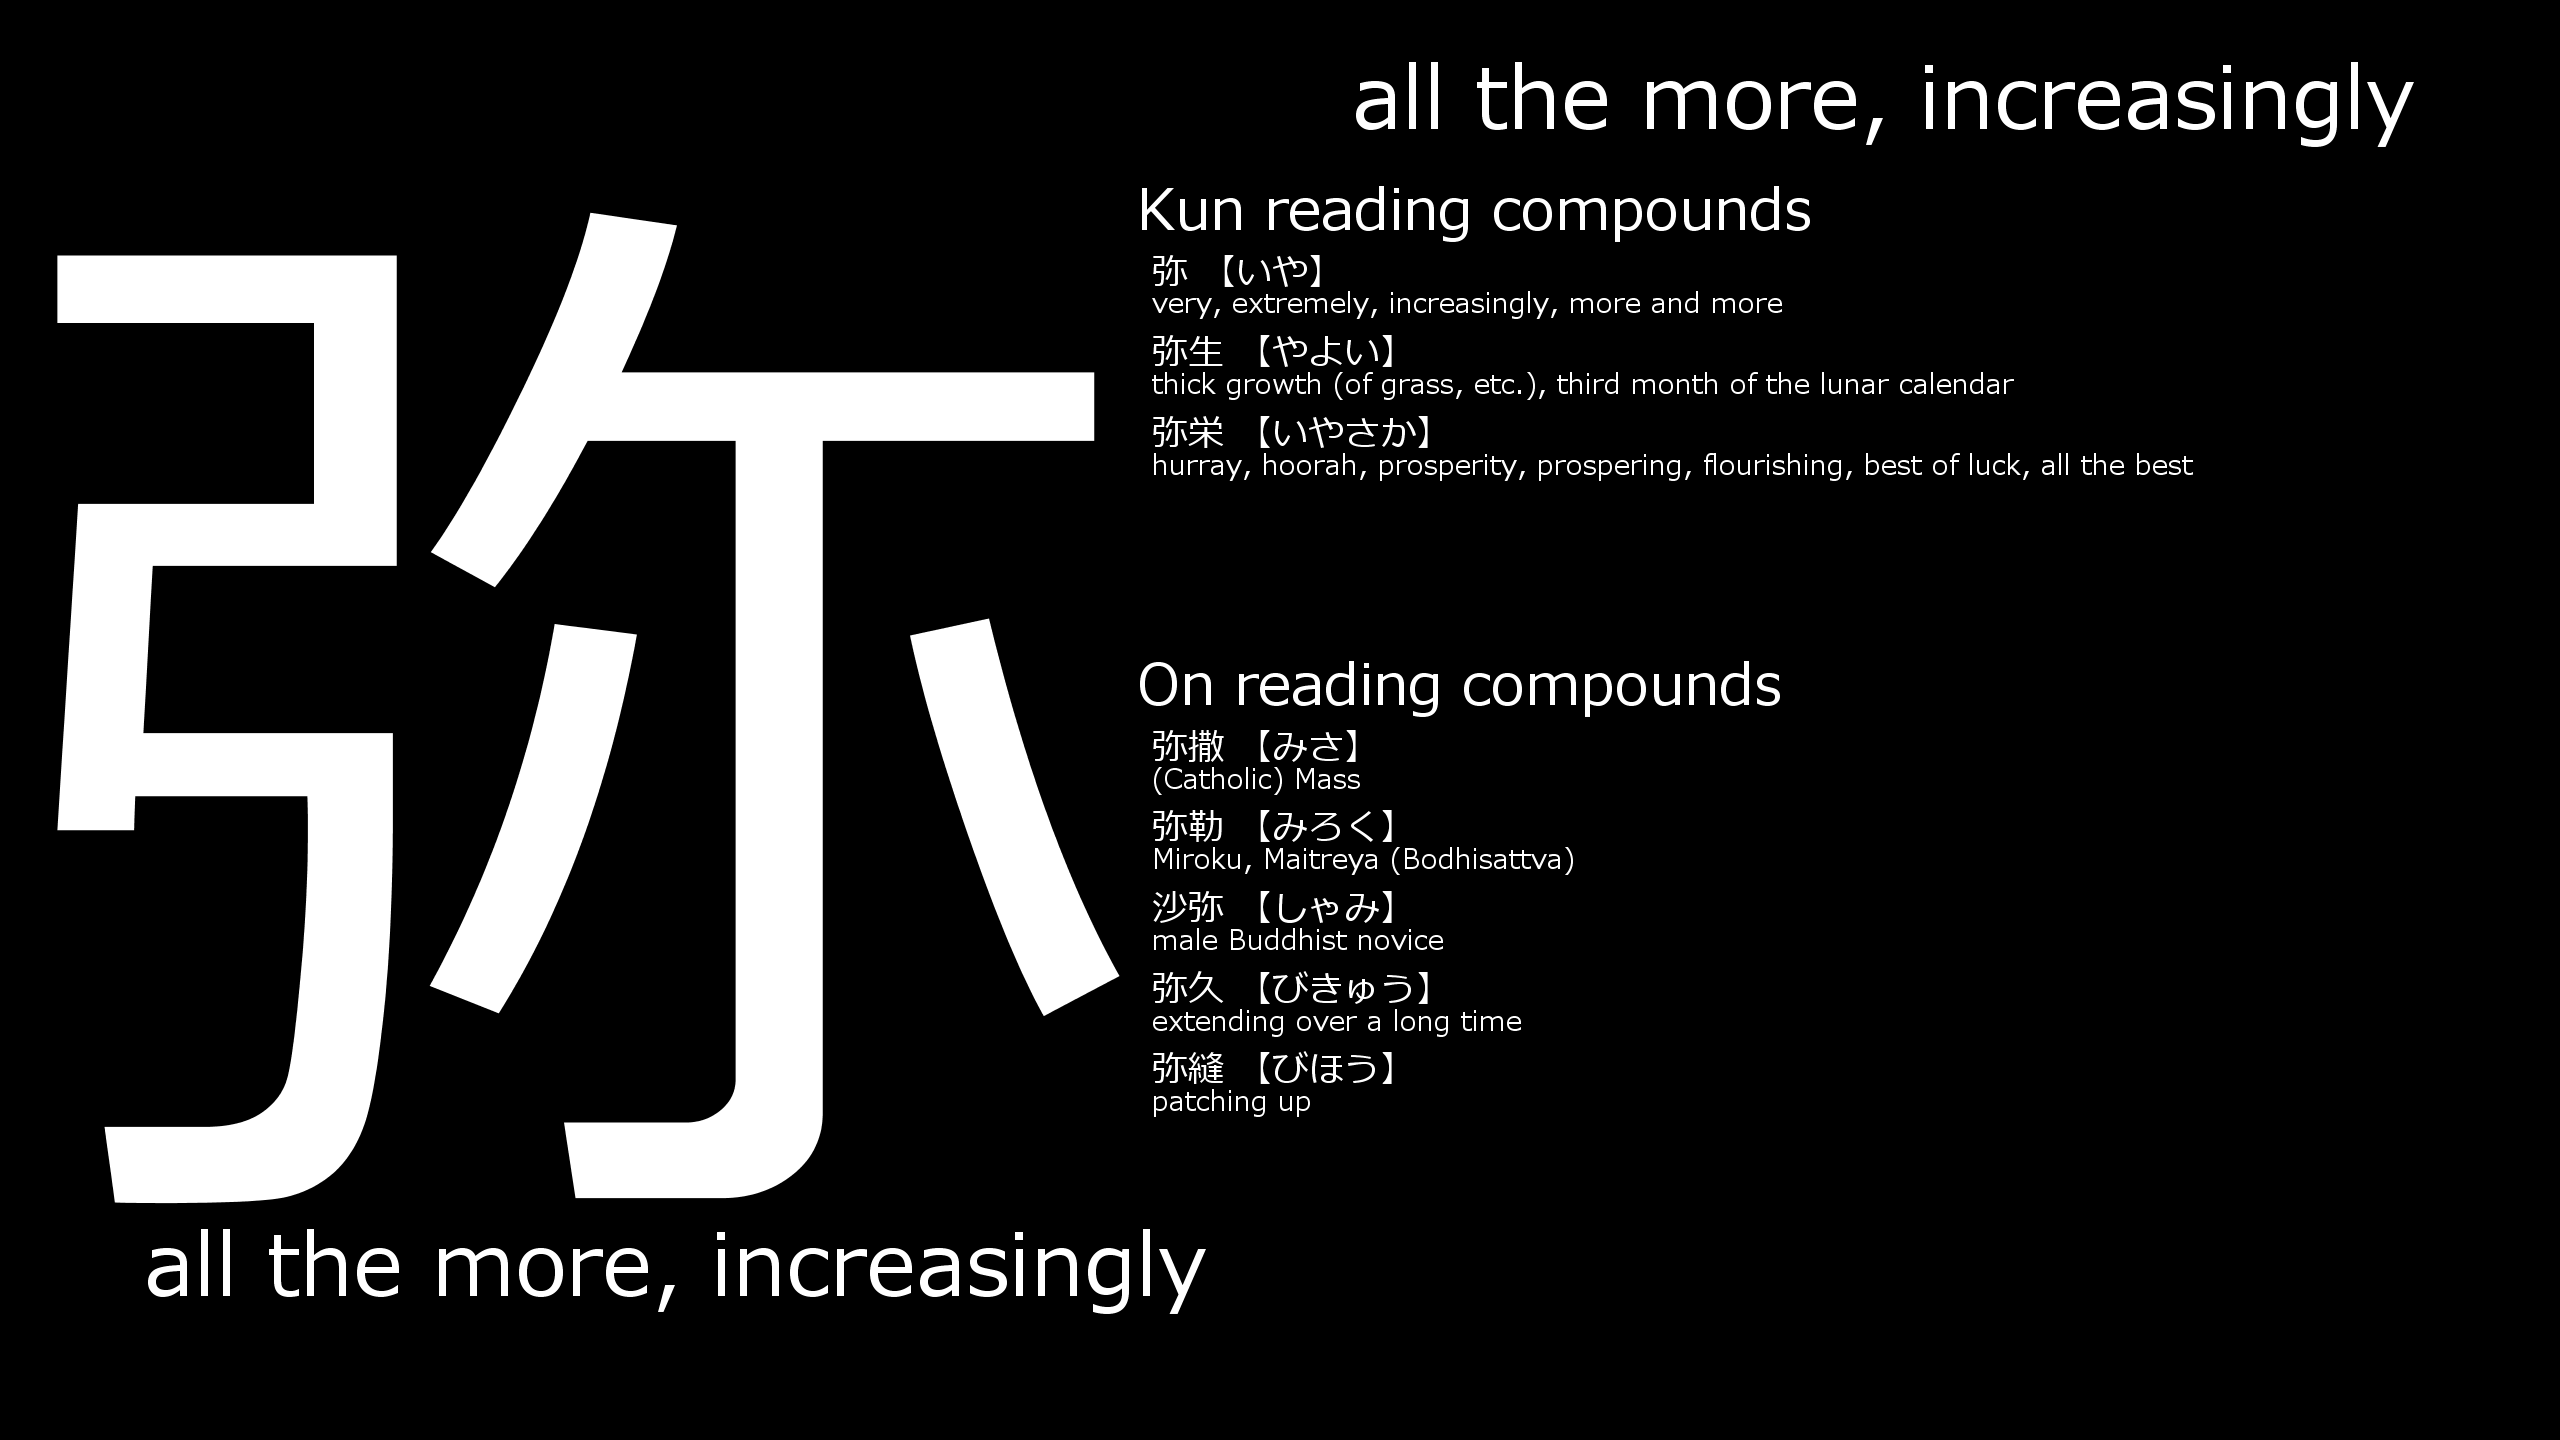 all the more, increasingly
弥
Kun reading compounds
弥 【いや】
very, extremely, increasingly, more and more
弥生 【やよい】
thick growth (of grass, etc.), third month of the lunar calendar
弥栄 【いやさか】
hurray, hoorah, prosperity, prospering, flourishing, best of luck, all the best
On reading compounds
弥撒 【みさ】
(Catholic) Mass
弥勒 【みろく】
Miroku, Maitreya (Bodhisattva)
沙弥 【しゃみ】
male Buddhist novice
弥久 【びきゅう】
extending over a long time
弥縫 【びほう】
patching up
all the more, increasingly